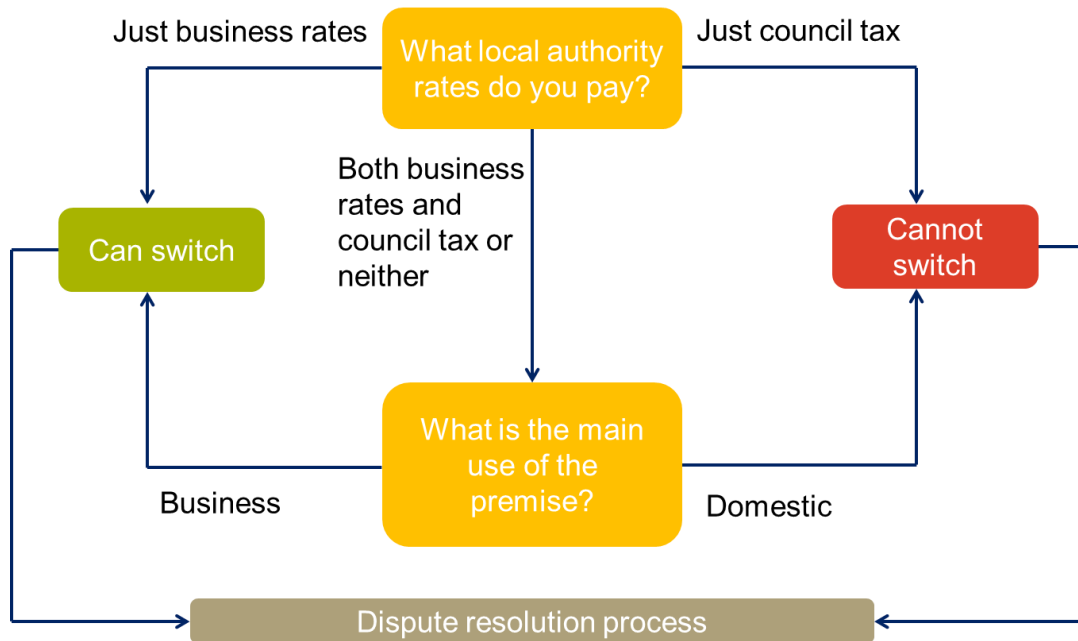 Just business rates
What local authority
rates do you pay?
Just council tax
Both business
rates and
council tax or
neither
Can switch
Cannot
switch
What is the main
use of the
premise?
Business
Domestic
Dispute resolution process